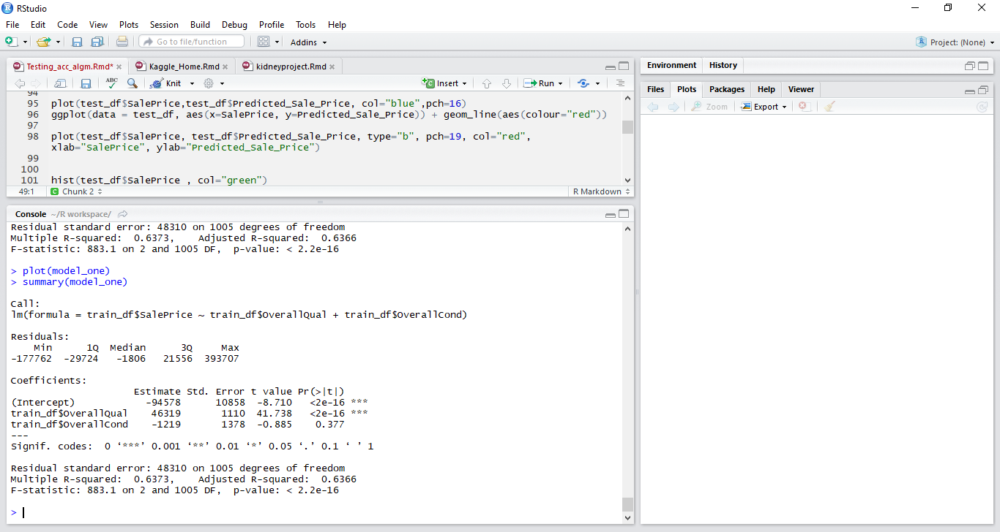 RStudio
File Edit Code View Plots Session Build Debug Profile Tools Help
Go to file/function Addins Project: (None)
Testing_acc_algm.Rmd* Kaggle_Home.Rmd kidneyproject.Rmd
ABC Knit Insert Run
94
95 plot(test_df$SalePrice,test_df$Predicted_Sale_Price, col="blue",pch=16)
96 ggplot(data = test_df, aes(x=SalePrice, y=Predicted_Sale_Price)) + geom_line(aes(colour="red"))
97
98 plot(test_df$SalePrice, test_df$Predicted_Sale_Price, type="b", pch=19, col="red",
xlab="SalePrice", ylab="Predicted_Sale_Price")
99
100
101 hist(test_df$SalePrice , col="green")
49:1 C Chunk 2 R Markdown
Console ~/R workspace/
Residual standard error: 48310 on 1005 degrees of freedom
Multiple R-squared:  0.6373,    Adjusted R-squared:  0.6366
F-statistic: 883.1 on 2 and 1005 DF,  p-value: < 2.2e-16
> plot(model_one)
> summary(model_one)
Call:
lm(formula = train_df$SalePrice ~ train_df$OverallQual + train_df$OverallCond)
Residuals:
Min 1Q Median 3Q Max
-177762 -29724 -1806 21556 393707
Coefficients:
Estimate Std. Error t value Pr(>|t|)
(Intercept) -94578 10858 -8.710 <2e-16 ***
train_df$OverallQual 46319 1110 41.738 <2e-16 ***
train_df$OverallCond -1219 1378 -0.885 0.377
---
Signif. codes:  0 ‘***’ 0.001 ‘**’ 0.01 ‘*’ 0.05 ‘.’ 0.1 ‘ ’ 1
Residual standard error: 48310 on 1005 degrees of freedom
Multiple R-squared:  0.6373,    Adjusted R-squared:  0.6366
F-statistic: 883.1 on 2 and 1005 DF,  p-value: < 2.2e-16
>
Environment History
Files Plots Packages Help Viewer
Zoom Export